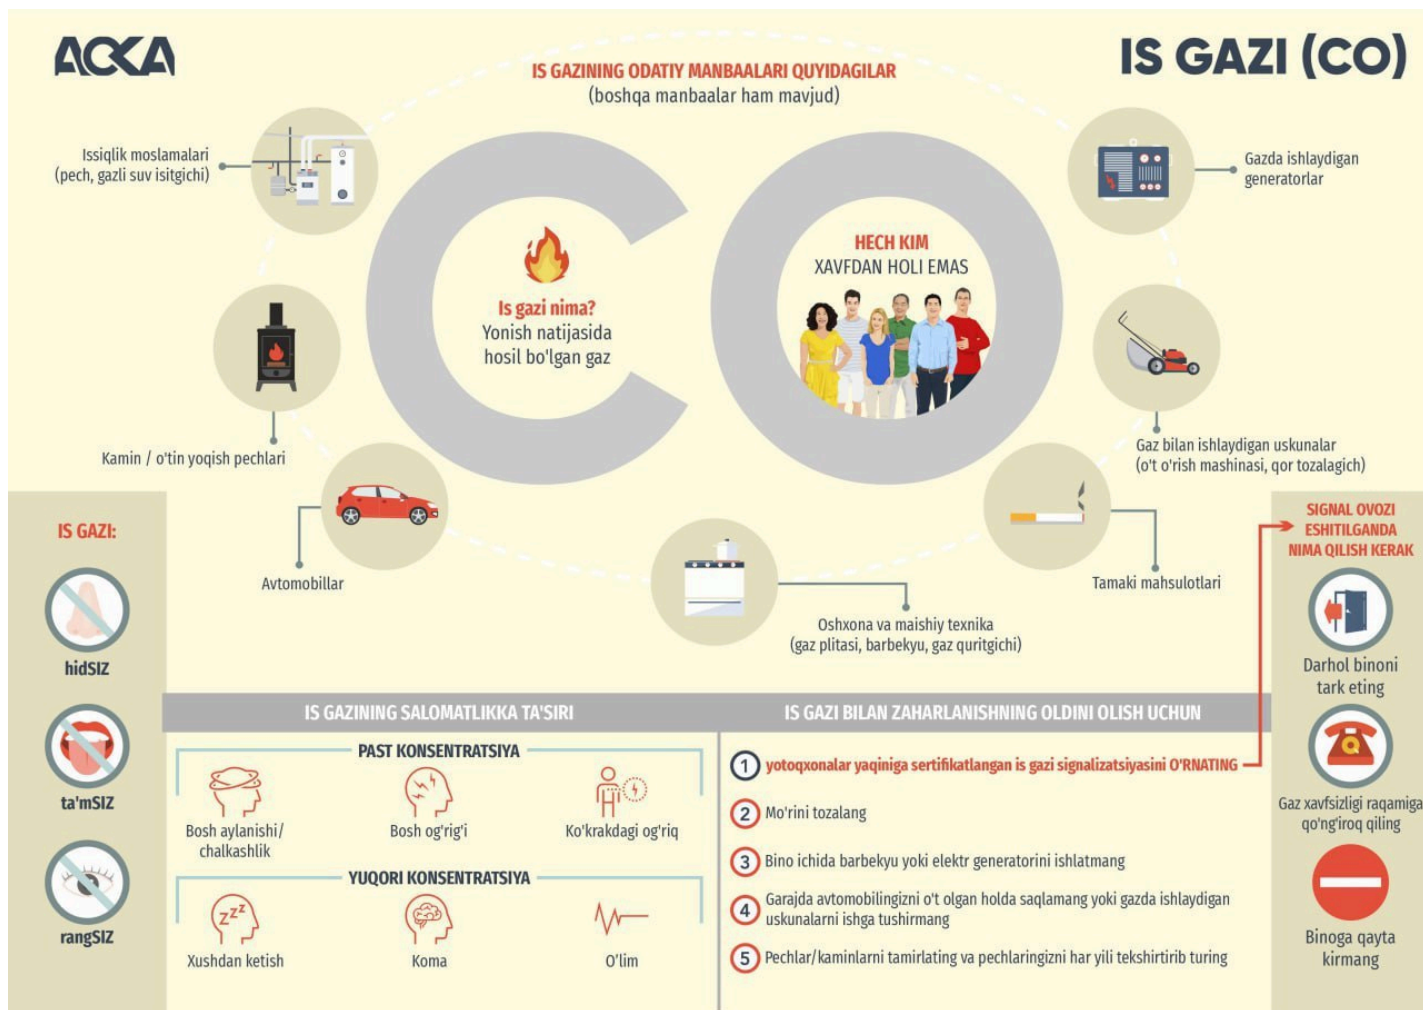 ACKA
IS GAZI (CO)
IS GAZINING ODATIY MANBAALARI QUYIDAGILAR
(boshqa manbaalar ham mavjud)
Issiqlik moslamalari
(pech, gazli suv isitgichi)
Gazda ishlaydigan
generatorlar
CO
Is gazi nima?
Yonish natijasida
hosil bo'lgan gaz
HECH KIM
XAVFDAN HOLI EMAS
Kamin / o'tin yoqish pechlari
Gaz bilan ishlaydigan uskunalar
(o't o'rish mashinasi, qor tozalagich)
Avtomobillar
Tamaki mahsulotlari
Oshxona va maishiy texnika
(gaz plitasi, barbekyu, gaz quritgichi)
IS GAZI:
hidSIZ
ta'mSIZ
rangSIZ
IS GAZINING SALOMATLIKKA TA'SIRI
PAST KONSENTRATSIYA
Bosh aylanishi/
chalkashlik
Bosh og'rig'i
Ko'krakdagi og'riq
YUQORI KONSENTRATSIYA
zzz
Xushdan ketish
Koma
O'lim
IS GAZI BILAN ZAHARLANISHNING OLDINI OLISH UCHUN
1 yotoqxonalar yaqiniga sertifikatlangan is gazi signalizatsiyasini O'RNATING
2 Mo'rini tozalang
3 Bino ichida barbekyu yoki elektr generatorini ishlatmang
4 Garajda avtomobilingizni o't olgan holda saqlamang yoki gazda ishlaydigan
uskunalarni ishga tushirmang
5 Pechlar/kaminlarni tamirlating va pechlaringizni har yili tekshirtirib turing
SIGNAL OVOZI
ESHITILGANDA
NIMA QILISH KERAK
Darhol binoni
tark eting
Gaz xavfsizligi raqamiga
qo'ng'iroq qiling
Binoga qayta
kirmang